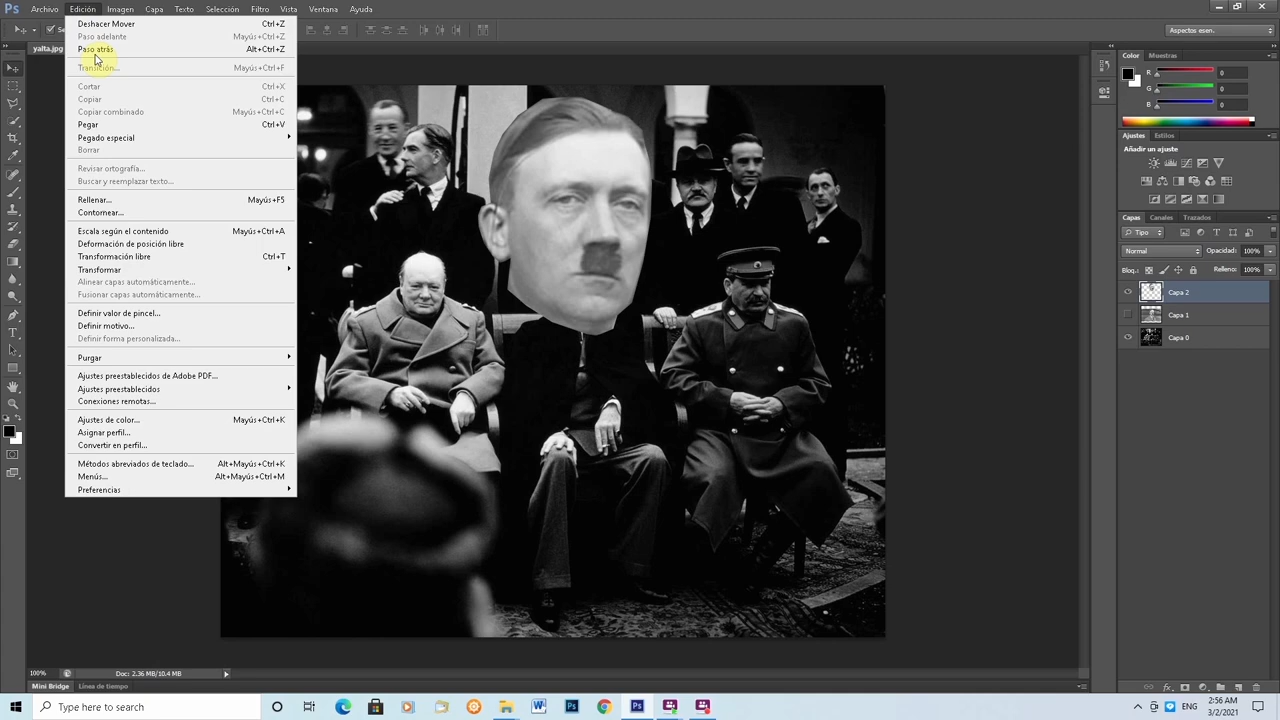 Ps Archivo Edición Imagen Capa Texto Selección Filtro Vista Ventana Ayuda
Aspectos esen.
yalta.jpg
Deshacer Mover Ctrl+Z
Paso adelante Mayús+Ctrl+Z
Paso atrás Alt+Ctrl+Z
Transición... Mayús+Ctrl+F
Cortar Ctrl+X
Copiar Ctrl+C
Copiar combinado Mayús+Ctrl+C
Pegar Ctrl+V
Pegado especial
Borrar
Revisar ortografía...
Buscar y reemplazar texto...
Rellenar... Mayús+F5
Contornear...
Escala según el contenido Mayús+Ctrl+A
Deformación de posición libre
Transformación libre Ctrl+T
Transformar
Alinear capas automáticamente...
Fusionar capas automáticamente...
Definir valor de pincel...
Definir motivo...
Definir forma personalizada...
Purgar
Ajustes preestablecidos de Adobe PDF...
Ajustes preestablecidos
Conexiones remotas...
Ajustes de color... Mayús+Ctrl+K
Asignar perfil...
Convertir en perfil...
Métodos abreviados de teclado... Alt+Mayús+Ctrl+K
Menús... Alt+Mayús+Ctrl+M
Preferencias
Color Muestras
R 0
G 0
B 0
Ajustes Estilos
Añadir un ajuste
Capas Canales Trazados
Tipo
Normal Opacidad: 100%
Bloq.: Relleno: 100%
Capa 2
Capa 1
Capa 0
100% Doc: 2.36 MB/10.4 MB
Mini Bridge Línea de tiempo
Type here to search
ENG
2:56 AM
3/2/2021